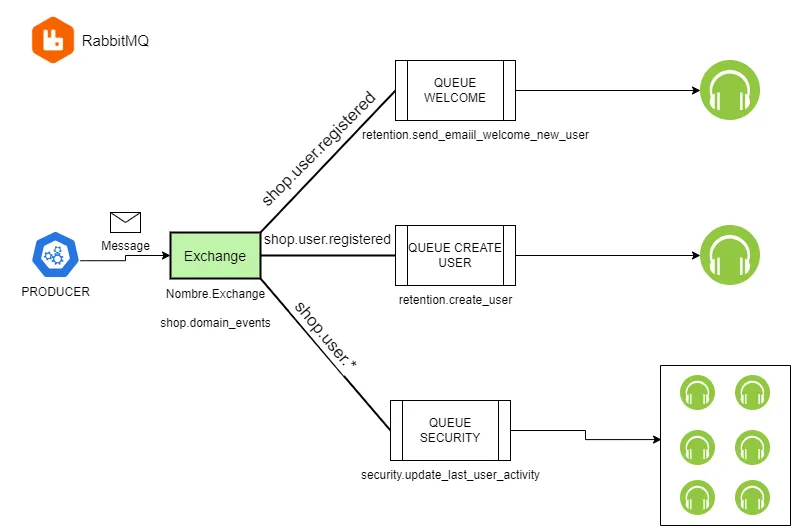 RabbitMQ
QUEUE
WELCOME
retention.send_emaiil_welcome_new_user
shop.user.registered
Message
shop.user.registered
QUEUE CREATE
USER
Exchange
PRODUCER
Nombre.Exchange
retention.create_user
shop.domain_events
shop.user.*
QUEUE
SECURITY
security.update_last_user_activity